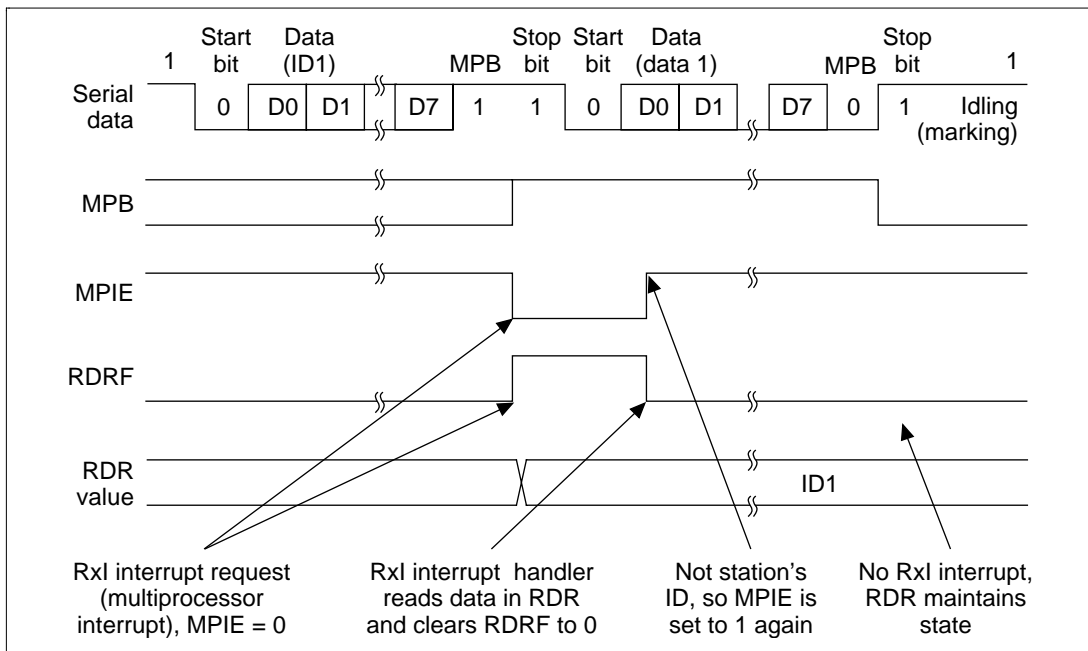 1 Start bit Data (ID1) MPB Stop bit Start bit Data (data 1) MPB Stop bit 1
Serial data 0 D0 D1 D7 1 1 0 D0 D1 D7 0 1 Idling (marking)
MPB
MPIE
RDRF
RDR value ID1
RxI interrupt request (multiprocessor interrupt), MPIE = 0
RxI interrupt handler reads data in RDR and clears RDRF to 0
Not station's ID, so MPIE is set to 1 again
No RxI interrupt, RDR maintains state